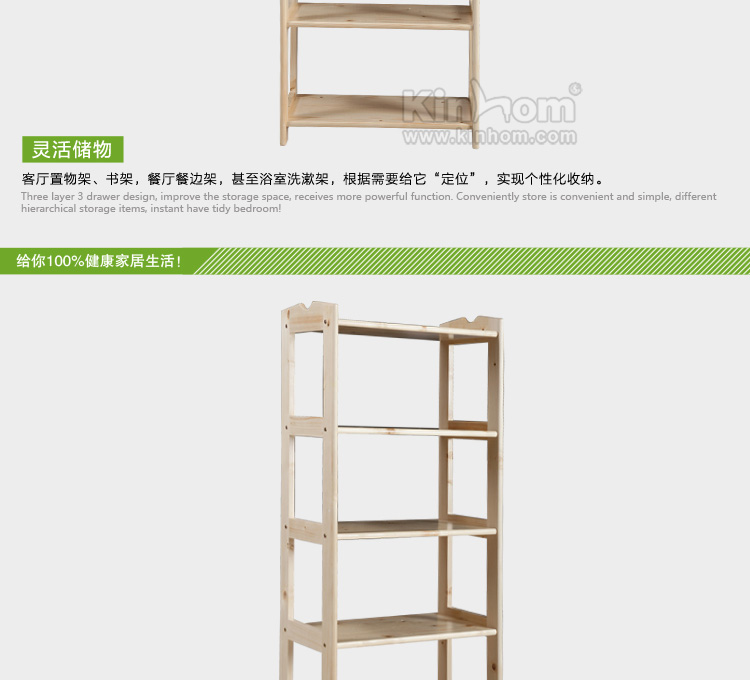 Kinhom®
www.kinhom.com
灵活储物
客厅置物架、书架，餐厅餐边架，甚至浴室洗漱架，根据需要给它“定位”，实现个性化收纳。
Three layer 3 drawer design, improve the storage space, receives more powerful function. Conveniently store is convenient and simple, different
hierarchical storage items, instant have tidy bedroom!
给你100%健康家居生活！